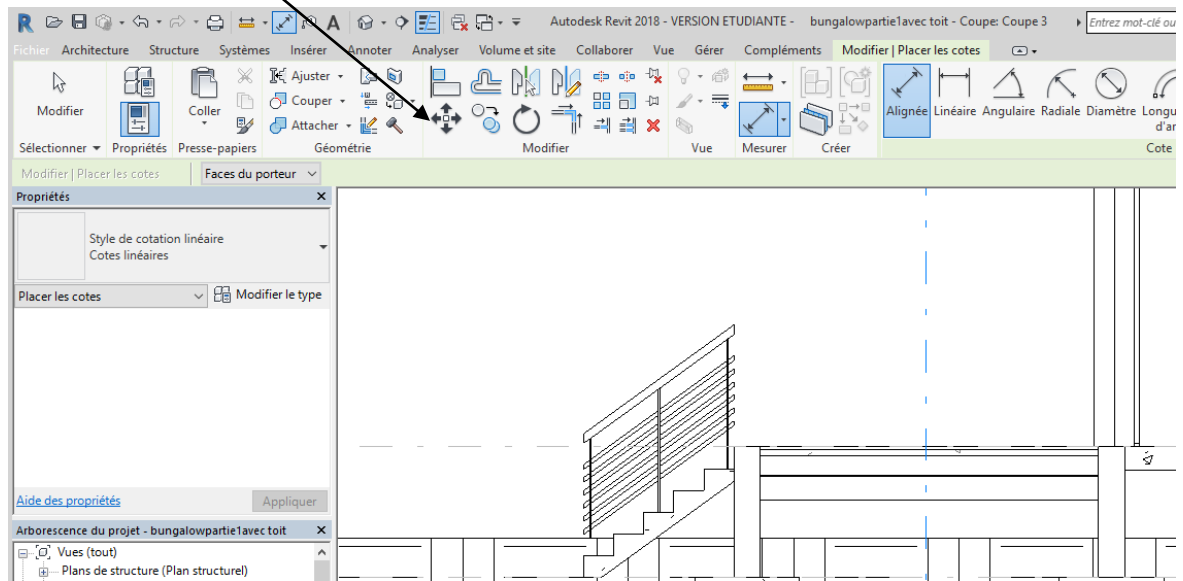 Autodesk Revit 2018 - VERSION ETUDIANTE - bungalowpartie1avec toit - Coupe: Coupe 3 Entrez mot-clé ou
Fichier Architecture Structure Systèmes Insérer Annoter Analyser Volume et site Collaborer Vue Gérer Compléments Modifier | Placer les cotes
Modifier Coller Ajuster Alignée Linéaire Angulaire Radiale Diamètre Longu
Couper d'ar
Attacher
Sélectionner Propriétés Presse-papiers Géométrie Modifier Vue Mesurer Créer Cote
Modifier | Placer les cotes Faces du porteur
Propriétés
Style de cotation linéaire
Cotes linéaires
Placer les cotes Modifier le type
Aide des propriétés Appliquer
Arborescence du projet - bungalowpartie1avec toit
Vues (tout)
Plans de structure (Plan structurel)